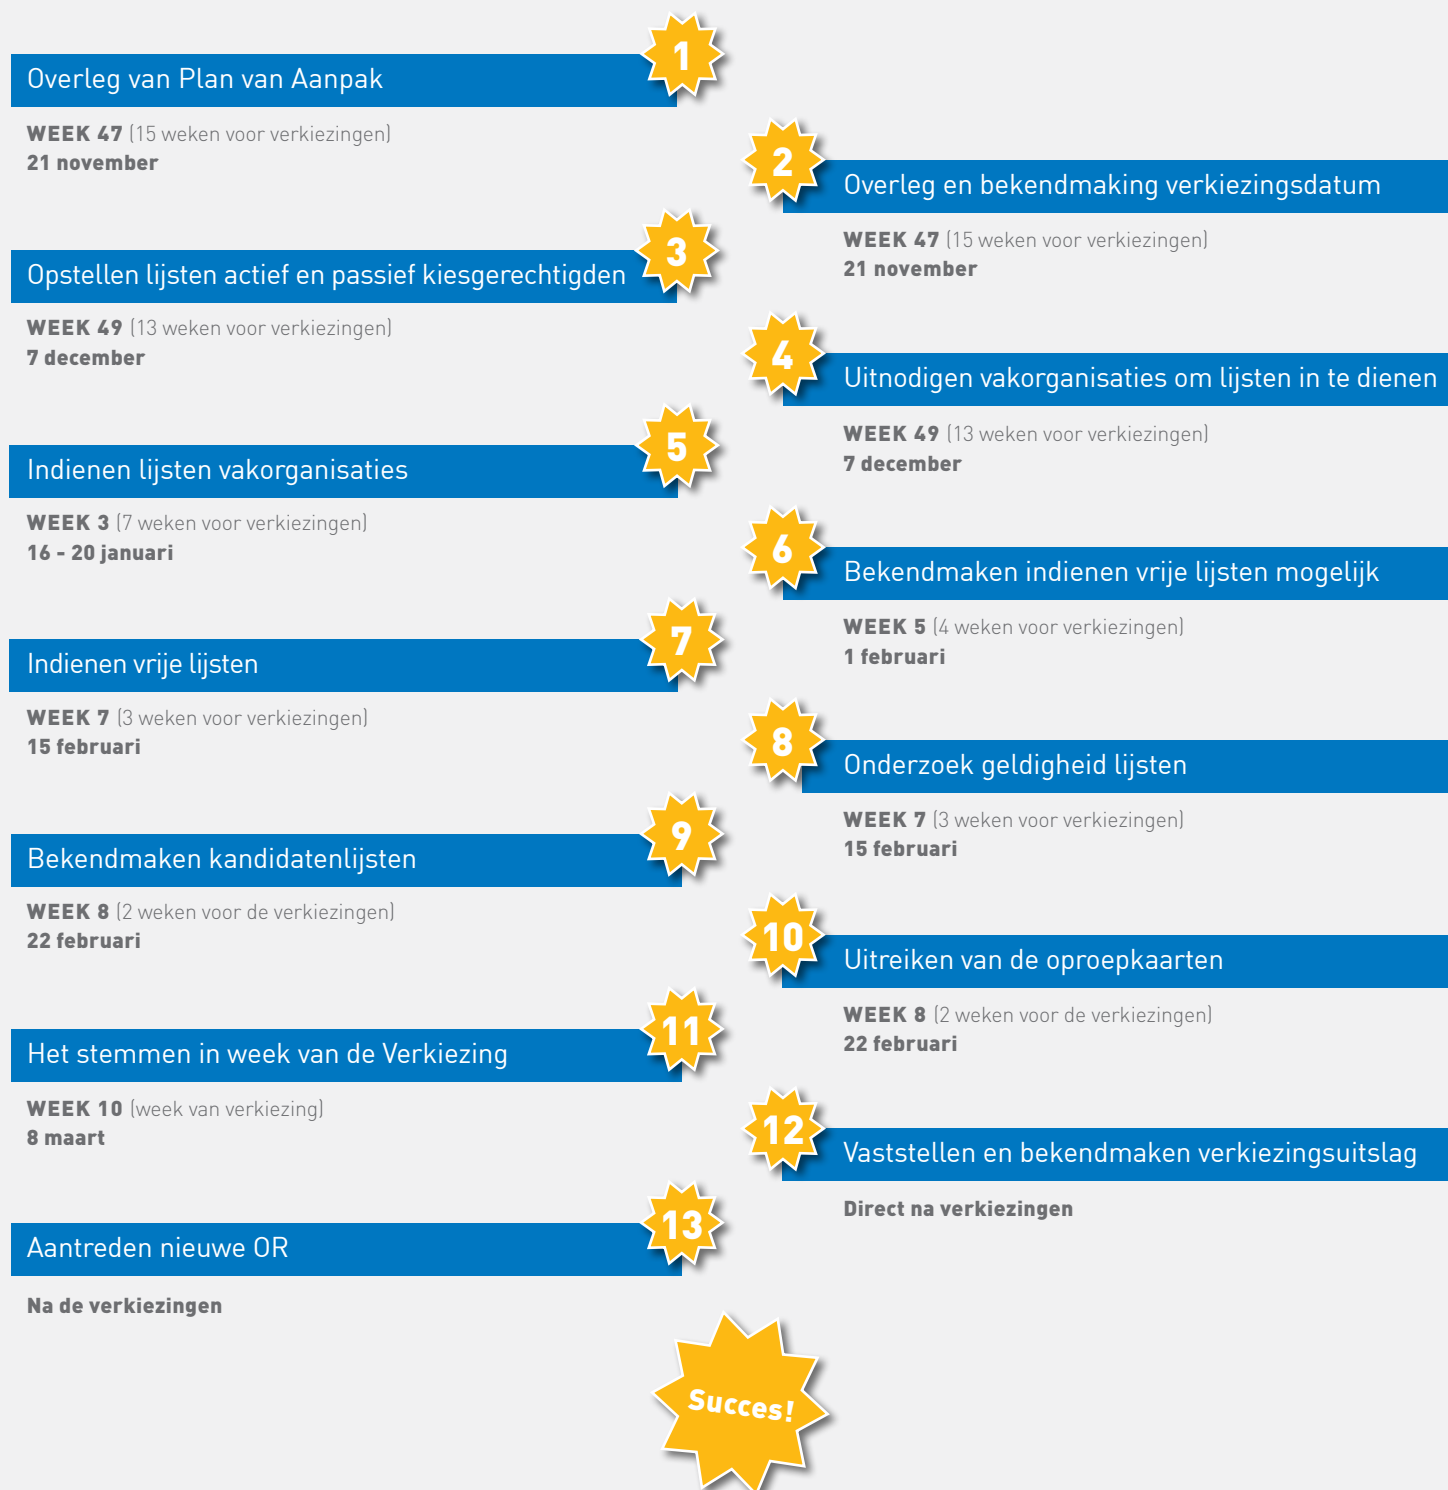 1
Overleg van Plan van Aanpak
WEEK 47 (15 weken voor verkiezingen)
21 november
2
Overleg en bekendmaking verkiezingsdatum
WEEK 47 (15 weken voor verkiezingen)
21 november
3
Opstellen lijsten actief en passief kiesgerechtigden
WEEK 49 (13 weken voor verkiezingen)
7 december
4
Uitnodigen vakorganisaties om lijsten in te dienen
WEEK 49 (13 weken voor verkiezingen)
7 december
5
Indienen lijsten vakorganisaties
WEEK 3 (7 weken voor verkiezingen)
16 - 20 januari
6
Bekendmaken indienen vrije lijsten mogelijk
WEEK 5 (4 weken voor verkiezingen)
1 februari
7
Indienen vrije lijsten
WEEK 7 (3 weken voor verkiezingen)
15 februari
8
Onderzoek geldigheid lijsten
WEEK 7 (3 weken voor verkiezingen)
15 februari
9
Bekendmaken kandidatenlijsten
WEEK 8 (2 weken voor de verkiezingen)
22 februari
10
Uitreiken van de oproepkaarten
WEEK 8 (2 weken voor de verkiezingen)
22 februari
11
Het stemmen in week van de Verkiezing
WEEK 10 (week van verkiezing)
8 maart
12
Vaststellen en bekendmaken verkiezingsuitslag
Direct na verkiezingen
13
Aantreden nieuwe OR
Na de verkiezingen
Succes!